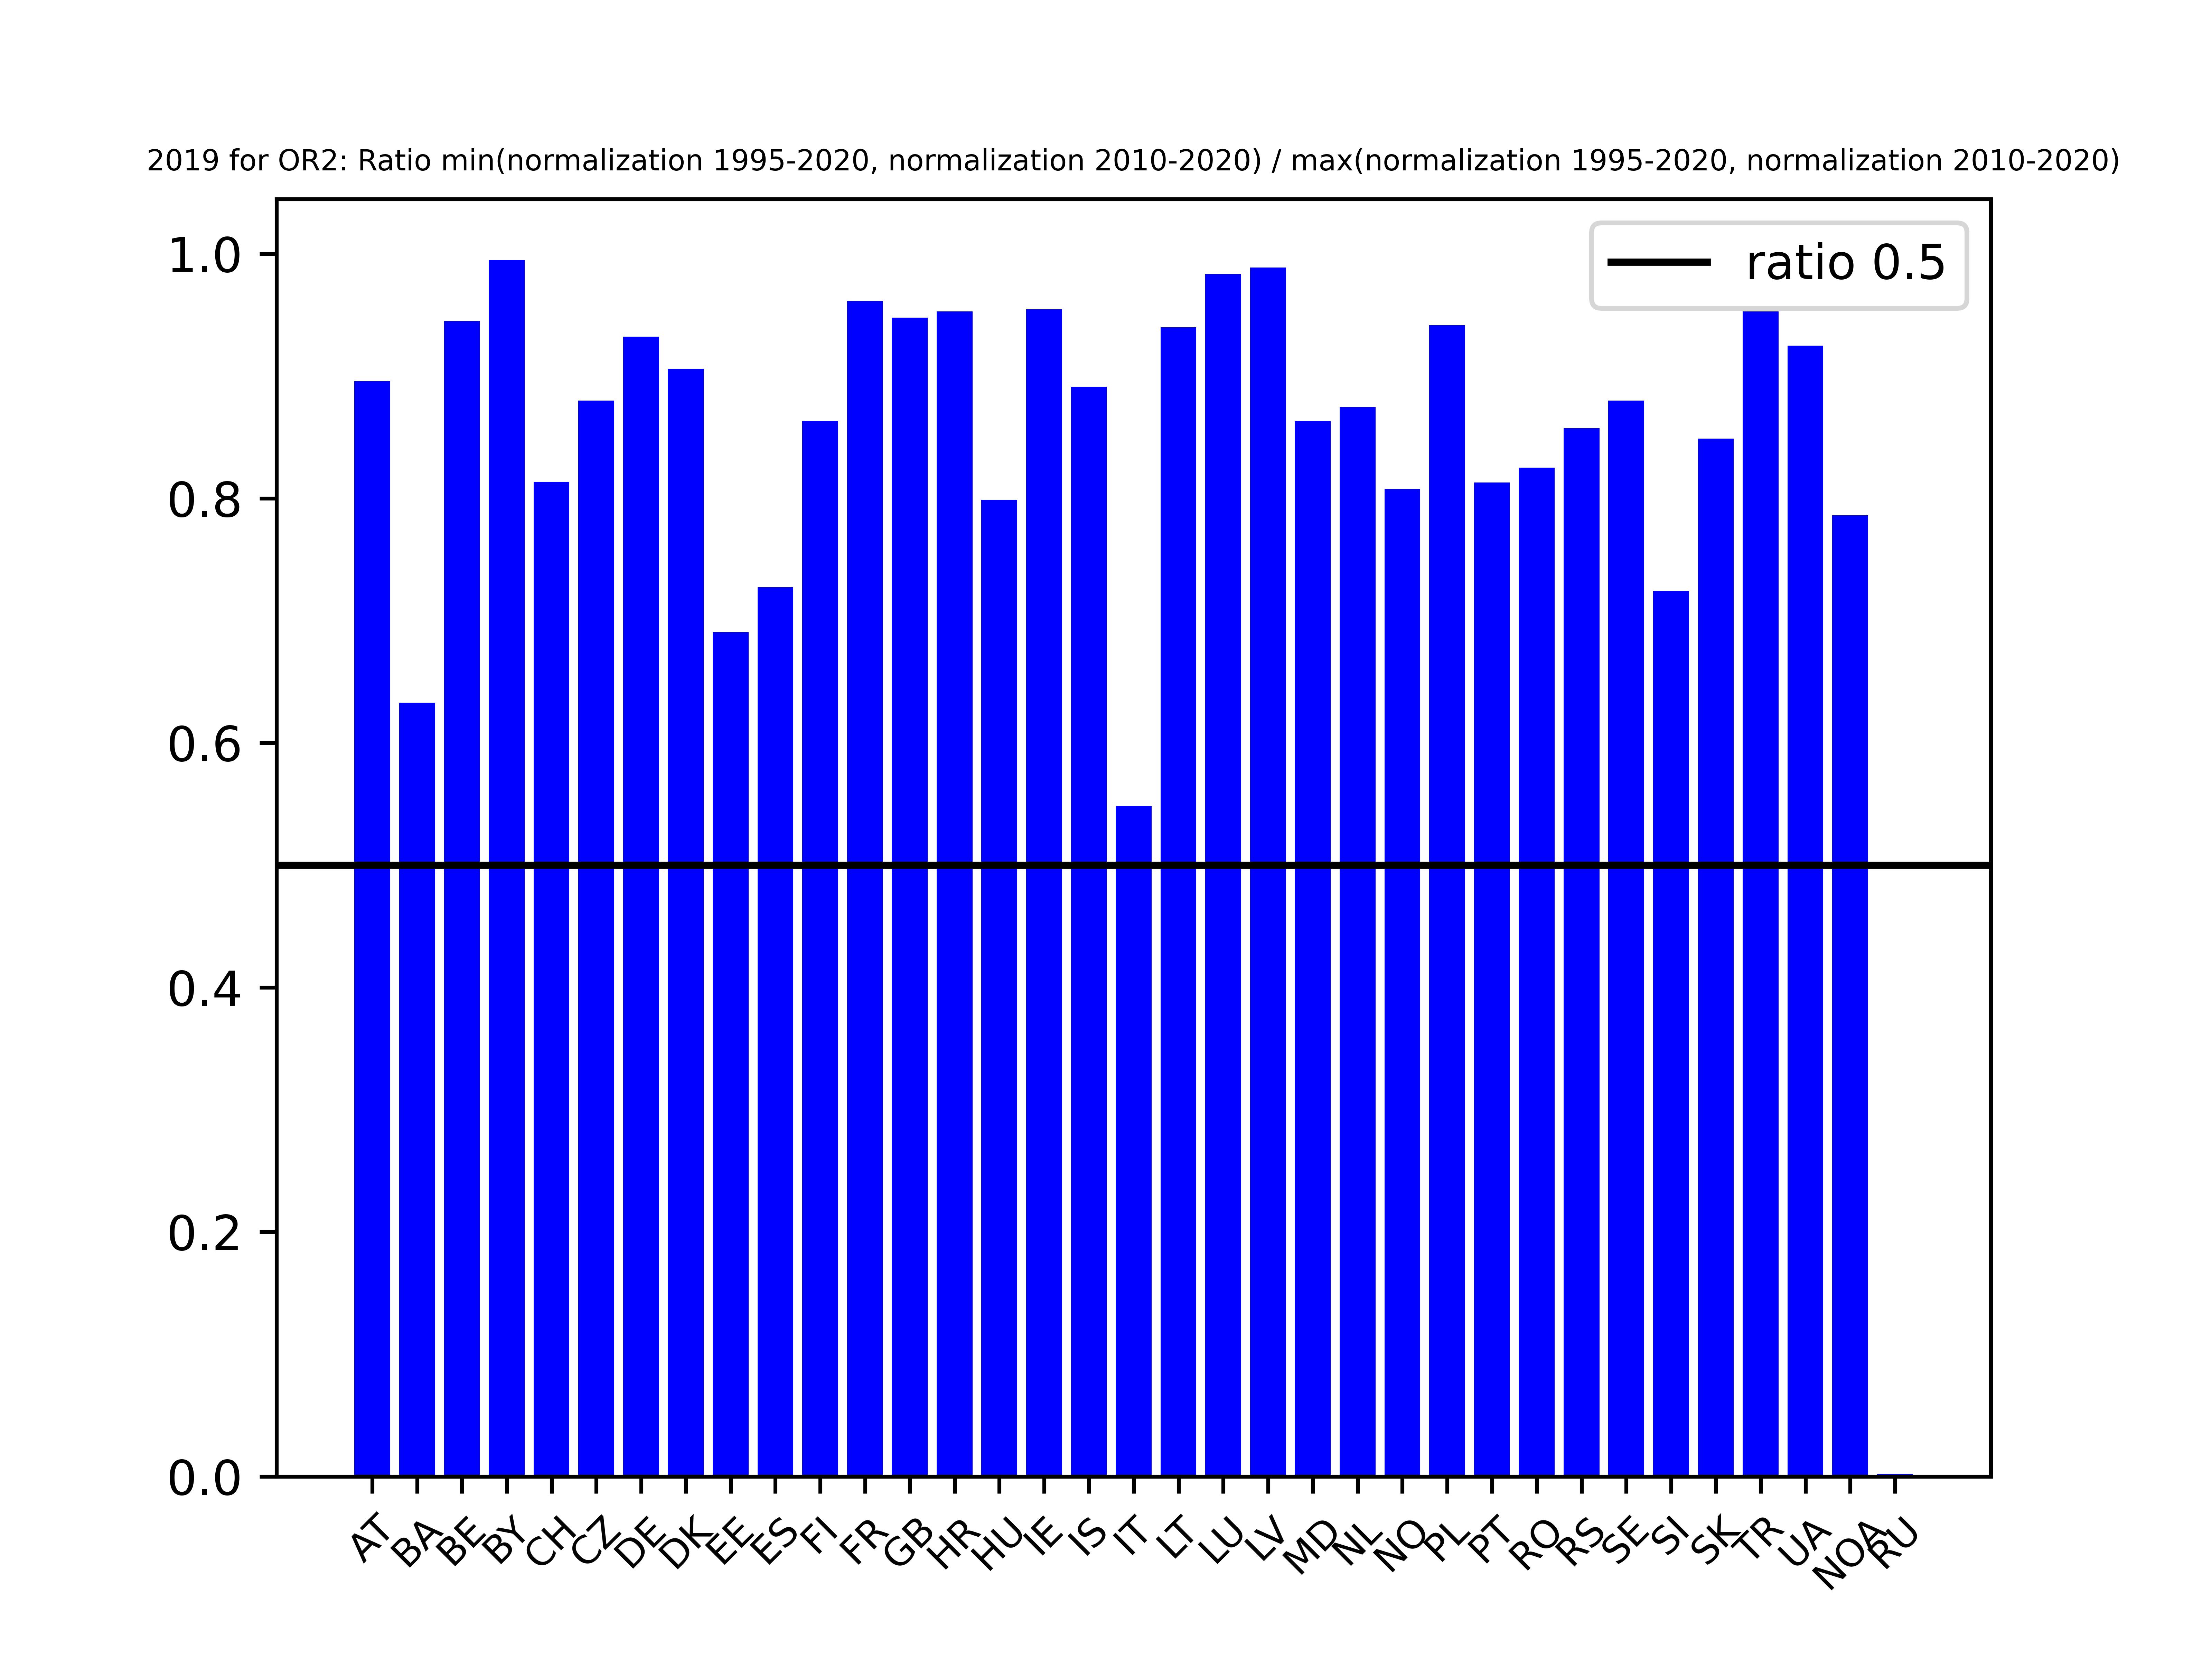 2019 for OR2: Ratio min(normalization 1995-2020, normalization 2010-2020) / max(normalization 1995-2020, normalization 2010-2020)
ratio 0.5
1.0
0.8
0.6
0.4
0.2
0.0
AT BA BE BY CH CZ DE DK EE ES FI FR GB HR HU IE IS IT LT LU LV MD NL NO PL PT RO RS SE SI SK TR UA NOA RU